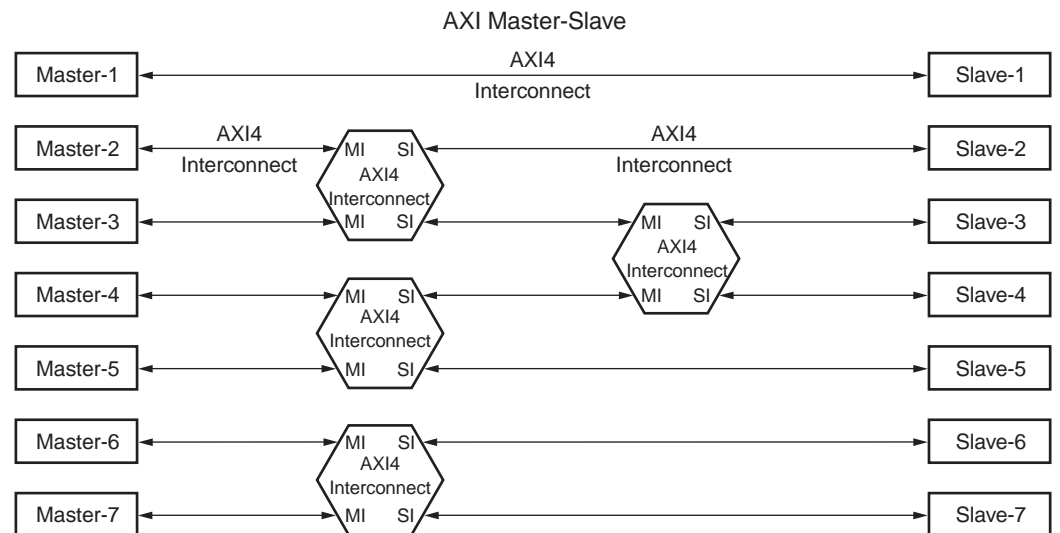 AXI Master-Slave
Master-1
AXI4
Interconnect
Slave-1
Master-2
AXI4
Interconnect
MI SI
AXI4
Interconnect
MI SI
AXI4
Interconnect
Slave-2
Master-3
MI SI
AXI4
Interconnect
MI SI
Slave-3
Master-4
MI SI
AXI4
Interconnect
MI SI
Slave-4
Master-5
Slave-5
Master-6
MI SI
AXI4
Interconnect
MI SI
Slave-6
Master-7
Slave-7